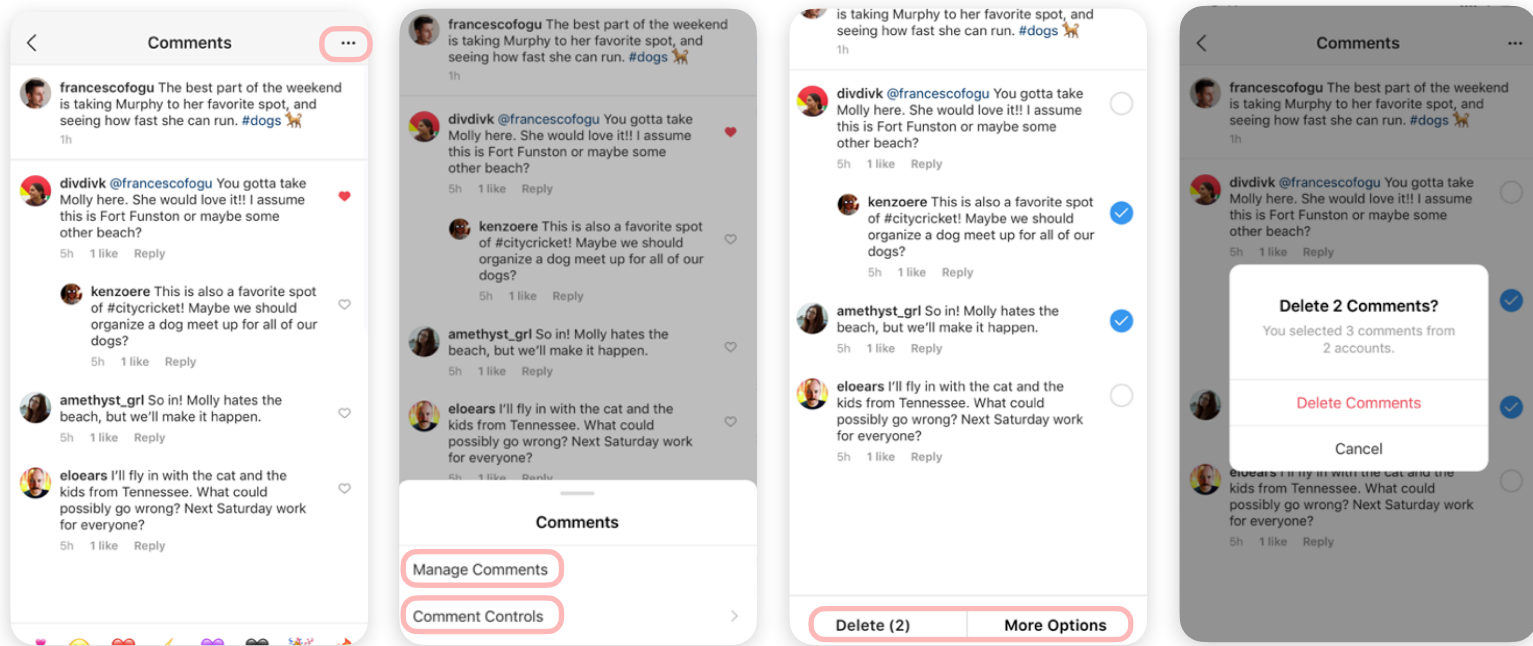 Comments
francescofogu The best part of the weekend
is taking Murphy to her favorite spot, and
seeing how fast she can run. #dogs
1h
divdivk @francescofogu You gotta take
Molly here. She would love it!! I assume
this is Fort Funston or maybe some
other beach?
5h 1 like Reply
kenzoere This is also a favorite spot
of #citycricket! Maybe we should
organize a dog meet up for all of our
dogs?
5h 1 like Reply
amethyst_grl So in! Molly hates the
beach, but we'll make it happen.
5h 1 like Reply
eloears I'll fly in with the cat and the
kids from Tennessee. What could
possibly go wrong? Next Saturday work
for everyone?
5h 1 like Reply
francescofogu The best part of the weekend
is taking Murphy to her favorite spot, and
seeing how fast she can run. #dogs
1h
divdivk @francescofogu You gotta take
Molly here. She would love it!! I assume
this is Fort Funston or maybe some
other beach?
5h 1 like Reply
kenzoere This is also a favorite spot
of #citycricket! Maybe we should
organize a dog meet up for all of our
dogs?
5h 1 like Reply
amethyst_grl So in! Molly hates the
beach, but we'll make it happen.
5h 1 like Reply
eloears I'll fly in with the cat and the
kids from Tennessee. What could
possibly go wrong? Next Saturday work
for everyone?
5h 1 like Reply
Comments
Manage Comments
Comment Controls
is taking Murphy to her favorite spot, and
seeing how fast she can run. #dogs
1h
divdivk @francescofogu You gotta take
Molly here. She would love it!! I assume
this is Fort Funston or maybe some
other beach?
5h 1 like Reply
kenzoere This is also a favorite spot
of #citycricket! Maybe we should
organize a dog meet up for all of our
dogs?
5h 1 like Reply
amethyst_grl So in! Molly hates the
beach, but we'll make it happen.
5h 1 like Reply
eloears I'll fly in with the cat and the
kids from Tennessee. What could
possibly go wrong? Next Saturday work
for everyone?
5h 1 like Reply
Delete (2) More Options
Comments
francescofogu The best part of the weekend
is taking Murphy to her favorite spot, and
seeing how fast she can run. #dogs
1h
divdivk @francescofogu You gotta take
Molly here. She would love it!! I assume
this is Fort Funston or maybe some
other beach?
5h 1 like Reply
Delete 2 Comments?
You selected 3 comments from
2 accounts.
Delete Comments
Cancel
eloears I'll fly in with the cat and the
kids from Tennessee. What could
possibly go wrong? Next Saturday work
for everyone?
5h 1 like Reply